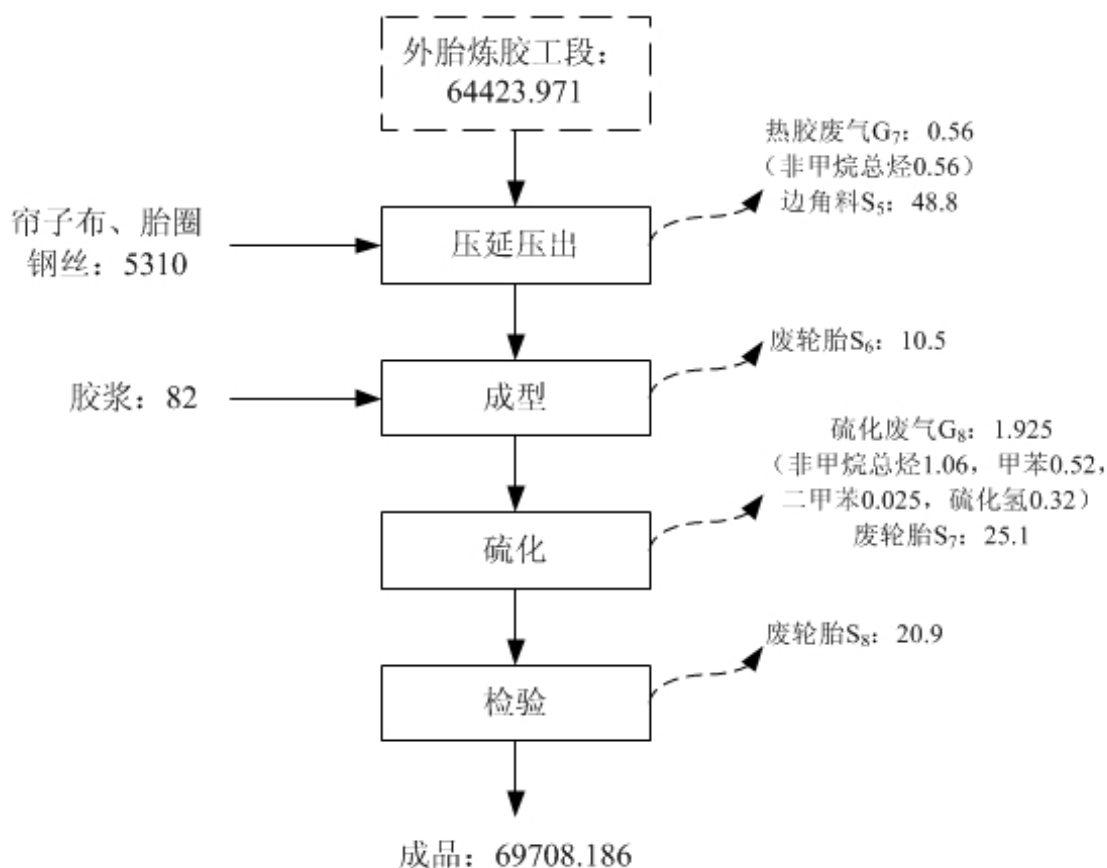 外胎炼胶工段：
64423.971
热胶废气G₇：0.56
（非甲烷总烃0.56）
边角料S₅：48.8
帘子布、胎圈
钢丝：5310
压延压出
废轮胎S₆：10.5
胶浆：82
成型
硫化废气G₈：1.925
（非甲烷总烃1.06，甲苯0.52，
二甲苯0.025，硫化氢0.32）
废轮胎S₇：25.1
硫化
废轮胎S₈：20.9
检验
成品：69708.186